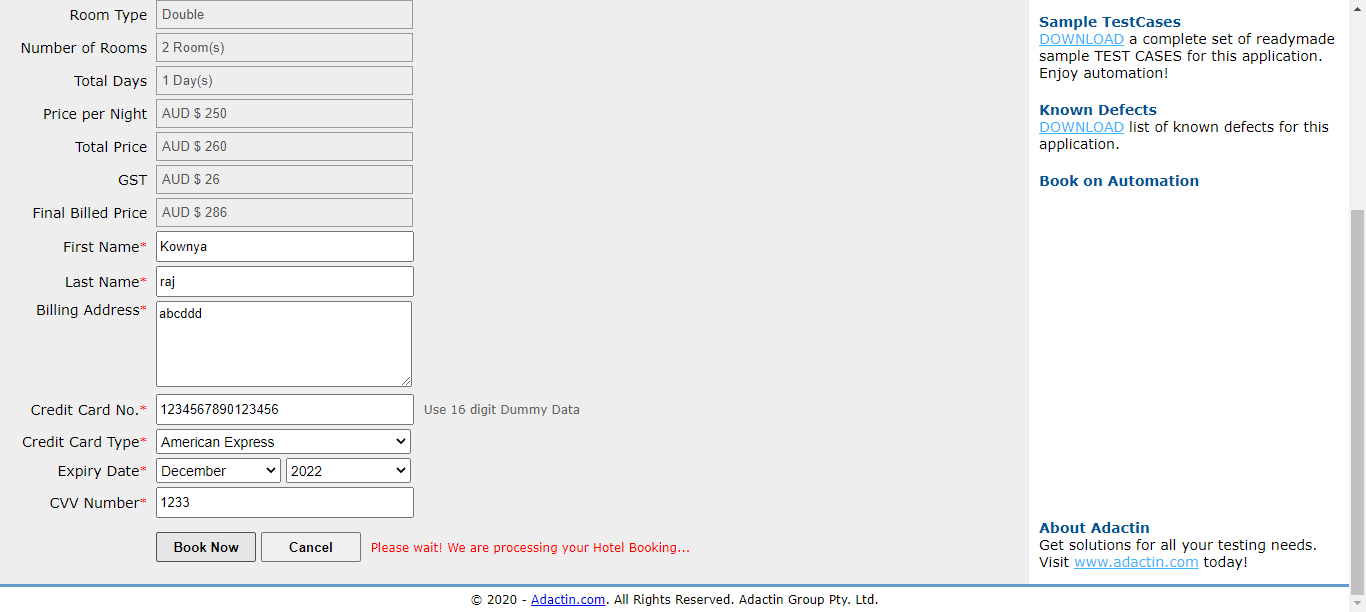 Room Type Double
Number of Rooms 2 Room(s)
Total Days 1 Day(s)
Price per Night AUD $ 250
Total Price AUD $ 260
GST AUD $ 26
Final Billed Price AUD $ 286
First Name* Kownya
Last Name* raj
Billing Address* abcddd
Credit Card No.* 1234567890123456 Use 16 digit Dummy Data
Credit Card Type* American Express
Expiry Date* December 2022
CVV Number* 1233
Book Now Cancel Please wait! We are processing your Hotel Booking...
Sample TestCases
DOWNLOAD a complete set of readymade
sample TEST CASES for this application.
Enjoy automation!
Known Defects
DOWNLOAD list of known defects for this
application.
Book on Automation
About Adactin
Get solutions for all your testing needs.
Visit www.adactin.com today!
© 2020 - Adactin.com. All Rights Reserved. Adactin Group Pty. Ltd.